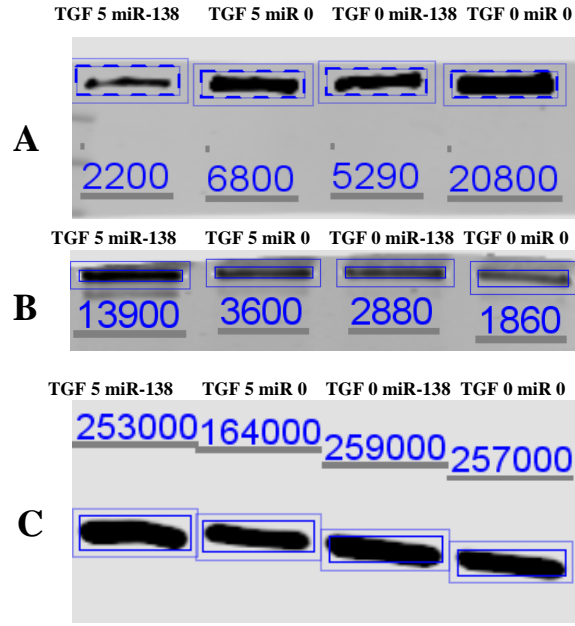 TGF 5 miR-138 TGF 5 miR 0 TGF 0 miR-138 TGF 0 miR 0
A
2200 6800 5290 20800
TGF 5 miR-138 TGF 5 miR 0 TGF 0 miR-138 TGF 0 miR 0
B
13900 3600 2880 1860
TGF 5 miR-138 TGF 5 miR 0 TGF 0 miR-138 TGF 0 miR 0
253000 164000 259000 257000
C